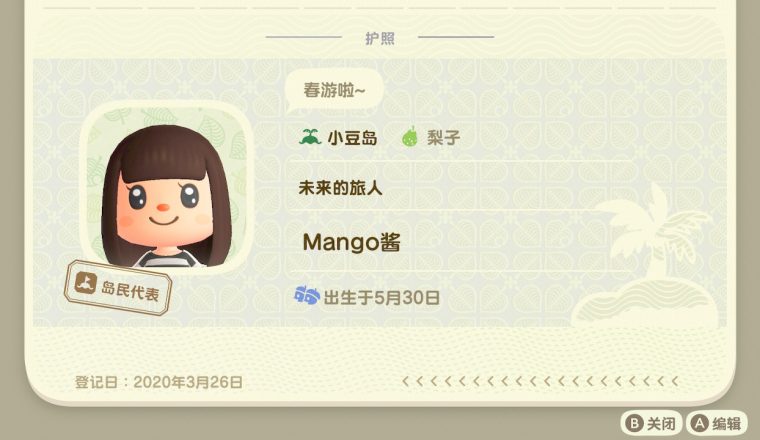 护照
春游啦~
小豆岛 梨子
未来的旅人
Mango酱
岛民代表
出生于5月30日
登记日：2020年3月26日
B 关闭 A 编辑